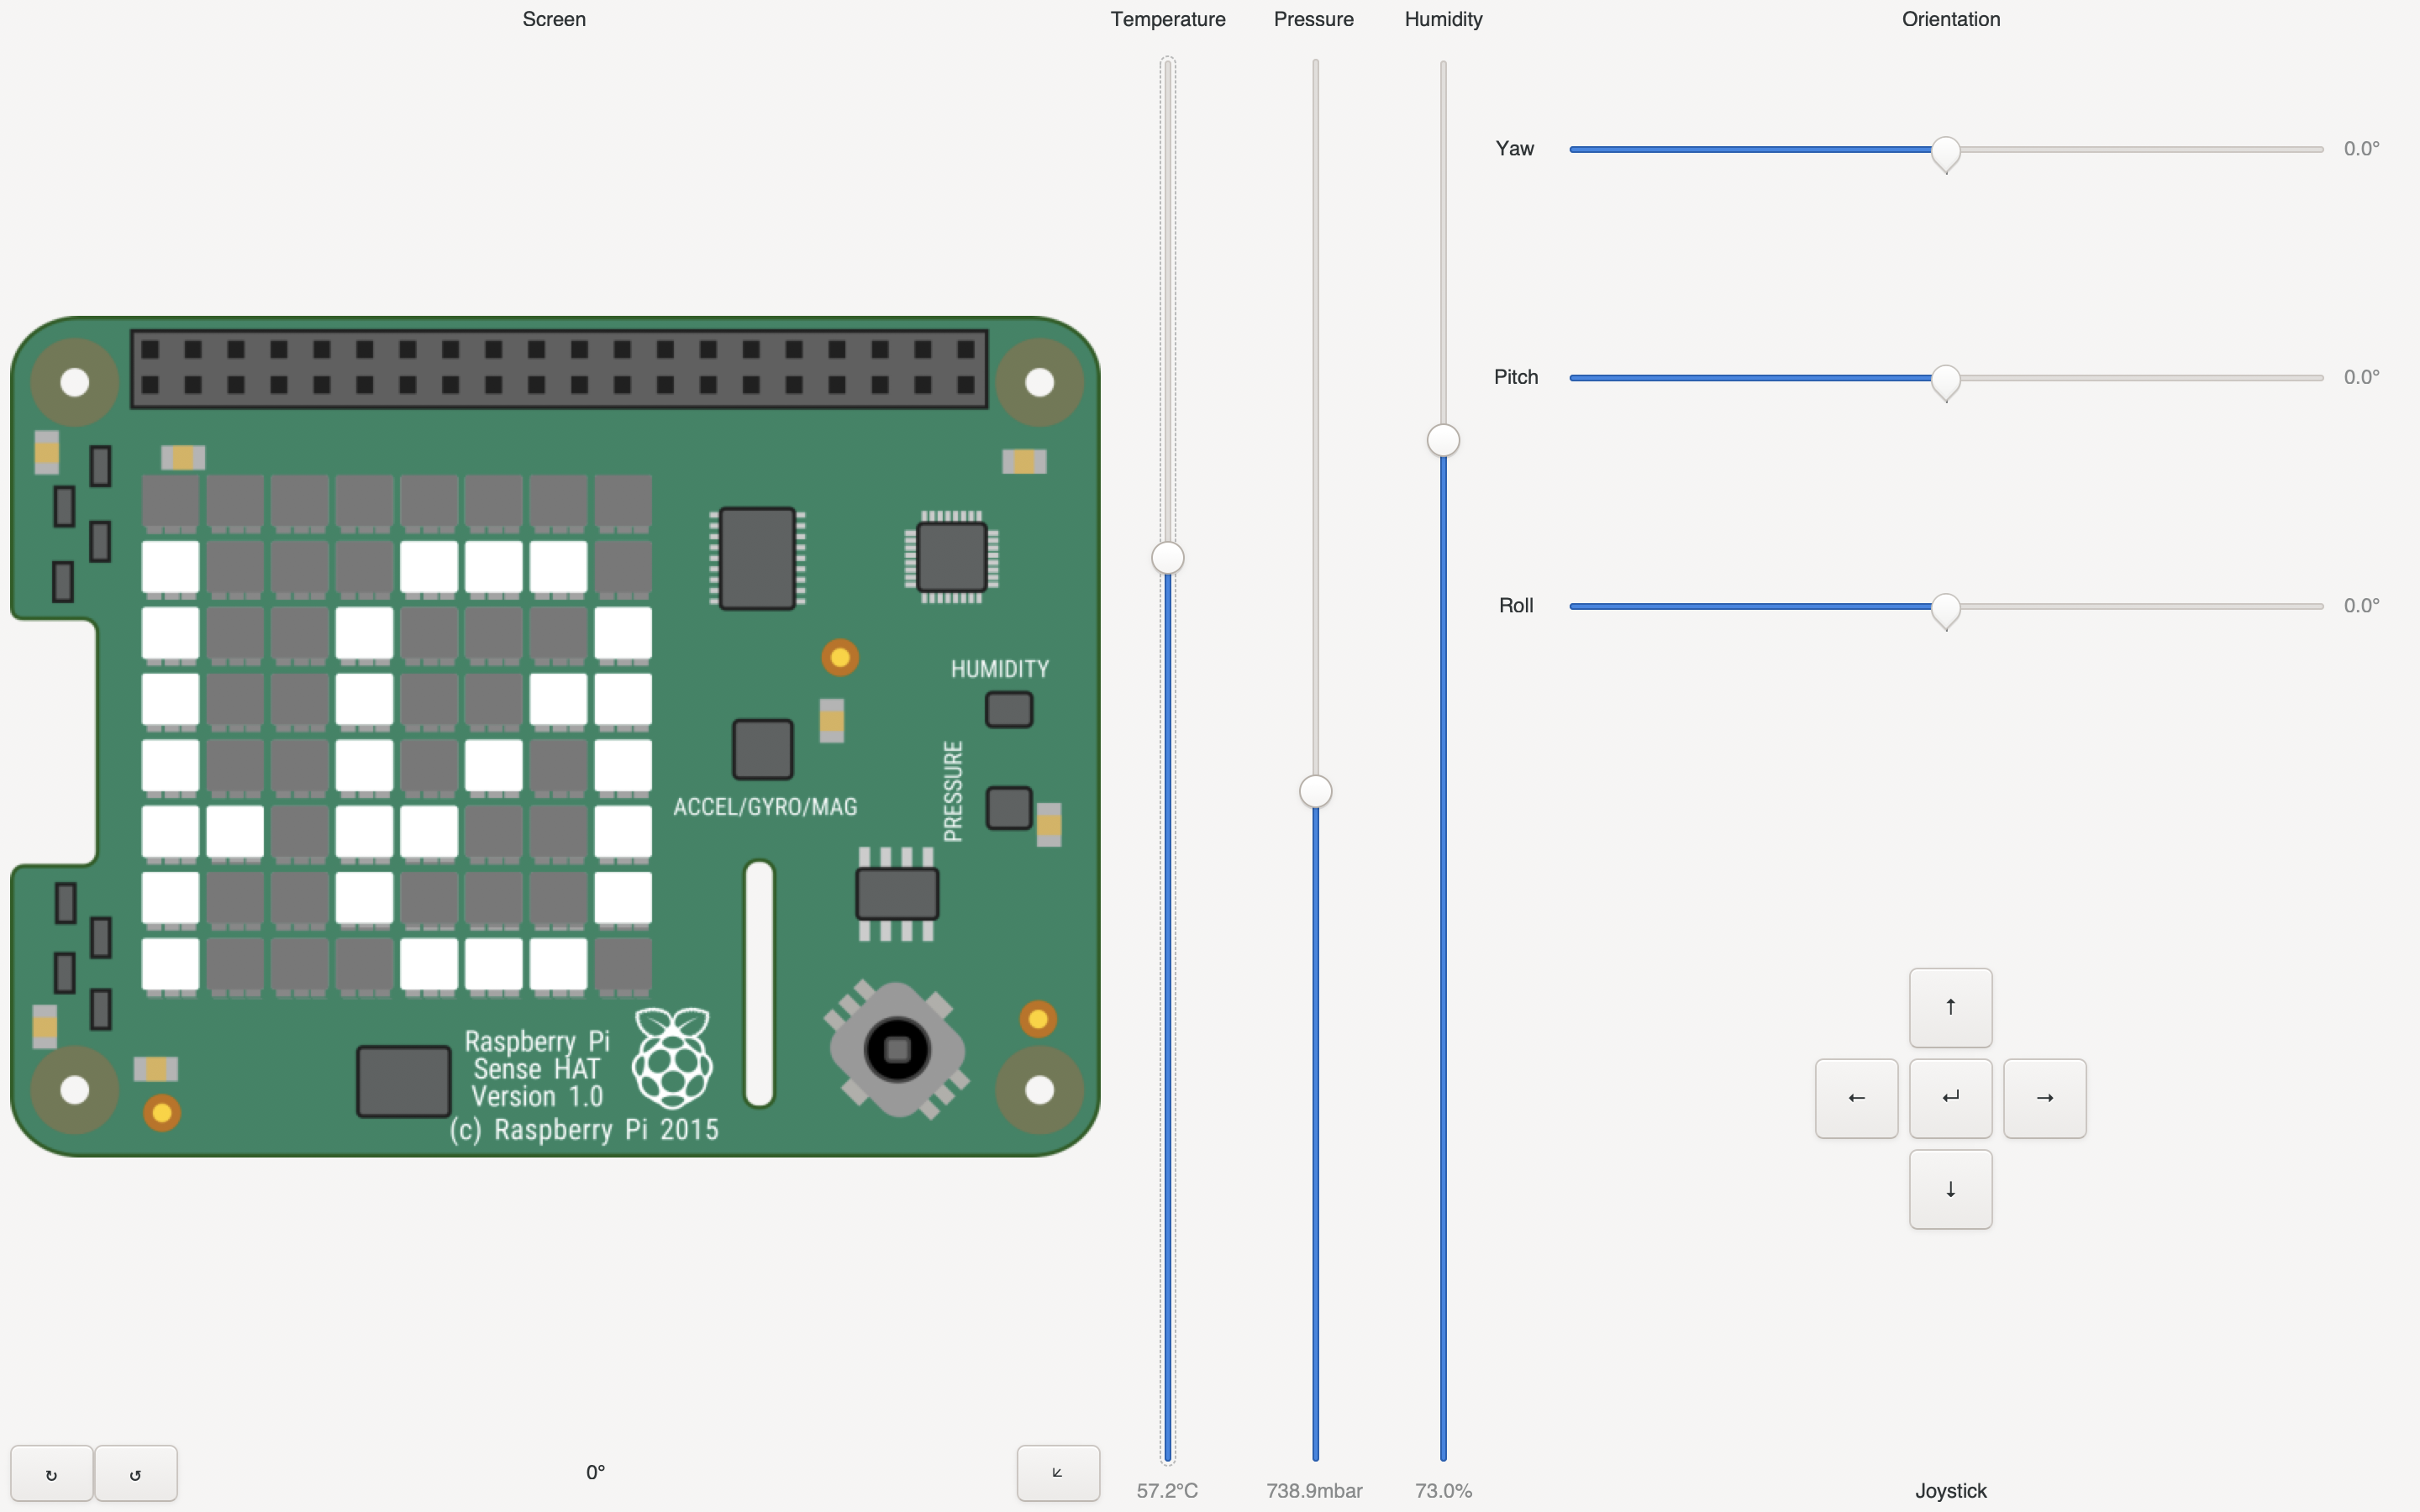 Screen
Temperature
Pressure
Humidity
Orientation
Yaw
0.0°
Pitch
0.0°
Roll
0.0°
HUMIDITY
PRESSURE
ACCEL/GYRO/MAG
Raspberry Pi
Sense HAT
Version 1.0
(c) Raspberry Pi 2015
↑
← ↵ →
↓
↻ ↺
0°
57.2°C
738.9mbar
73.0%
Joystick